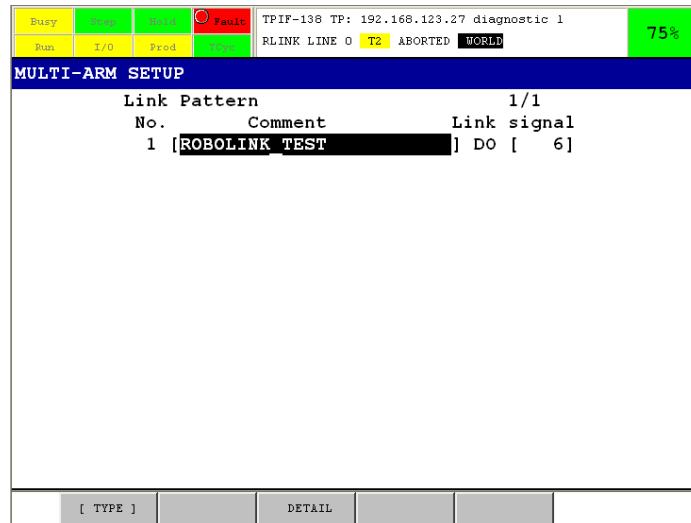 Busy Step Hold Fault
TPIF-138 TP: 192.168.123.27 diagnostic 1
75%
Run I/O Prod TCyc
RLINK LINE 0 T2 ABORTED WORLD
MULTI-ARM SETUP
Link Pattern 1/1
No. Comment Link signal
1 [ROBOLINK_TEST ] DO [ 6]
[ TYPE ] DETAIL